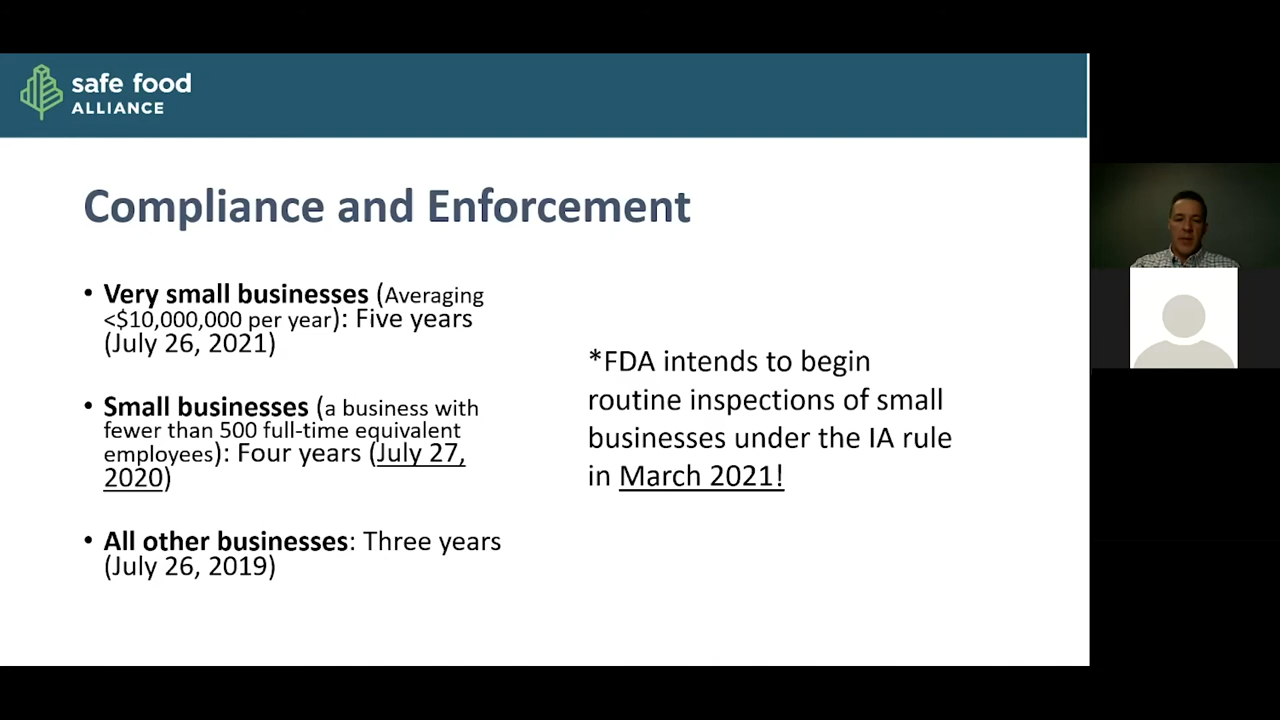 safe food
ALLIANCE
Compliance and Enforcement
• Very small businesses (Averaging
<$10,000,000 per year): Five years
(July 26, 2021)
• Small businesses (a business with
fewer than 500 full-time equivalent
employees): Four years (July 27,
2020)
• All other businesses: Three years
(July 26, 2019)
*FDA intends to begin
routine inspections of small
businesses under the IA rule
in March 2021!